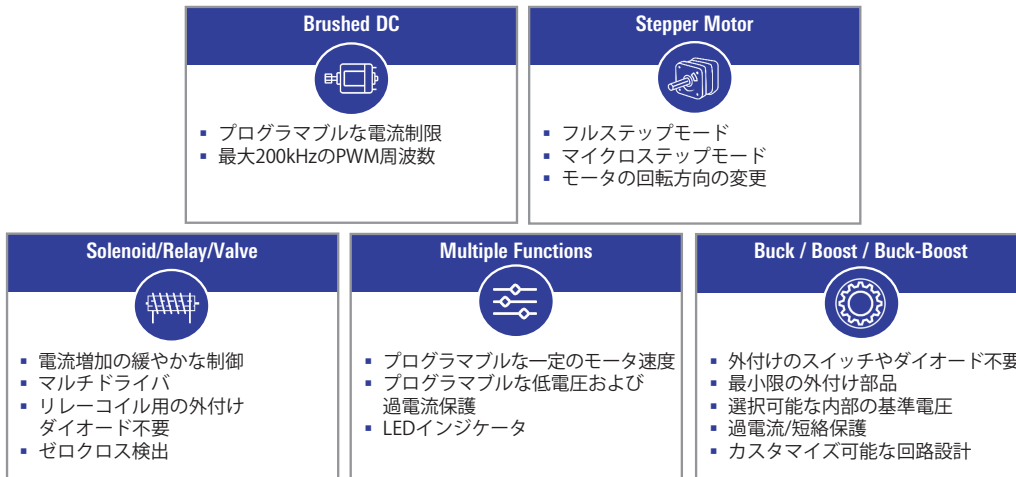 Brushed DC
プログラマブルな電流制限
最大200kHzのPWM周波数
Stepper Motor
フルステップモード
マイクロステップモード
モータの回転方向の変更
Solenoid/Relay/Valve
電流増加の緩やかな制御
マルチドライバ
リレーコイル用の外付け
ダイオード不要
ゼロクロス検出
Multiple Functions
プログラマブルな一定のモータ速度
プログラマブルな低電圧および
過電流保護
LEDインジケータ
Buck / Boost / Buck-Boost
外付けのスイッチやダイオード不要
最小限の外付け部品
選択可能な内部の基準電圧
過電流/短絡保護
カスタマイズ可能な回路設計